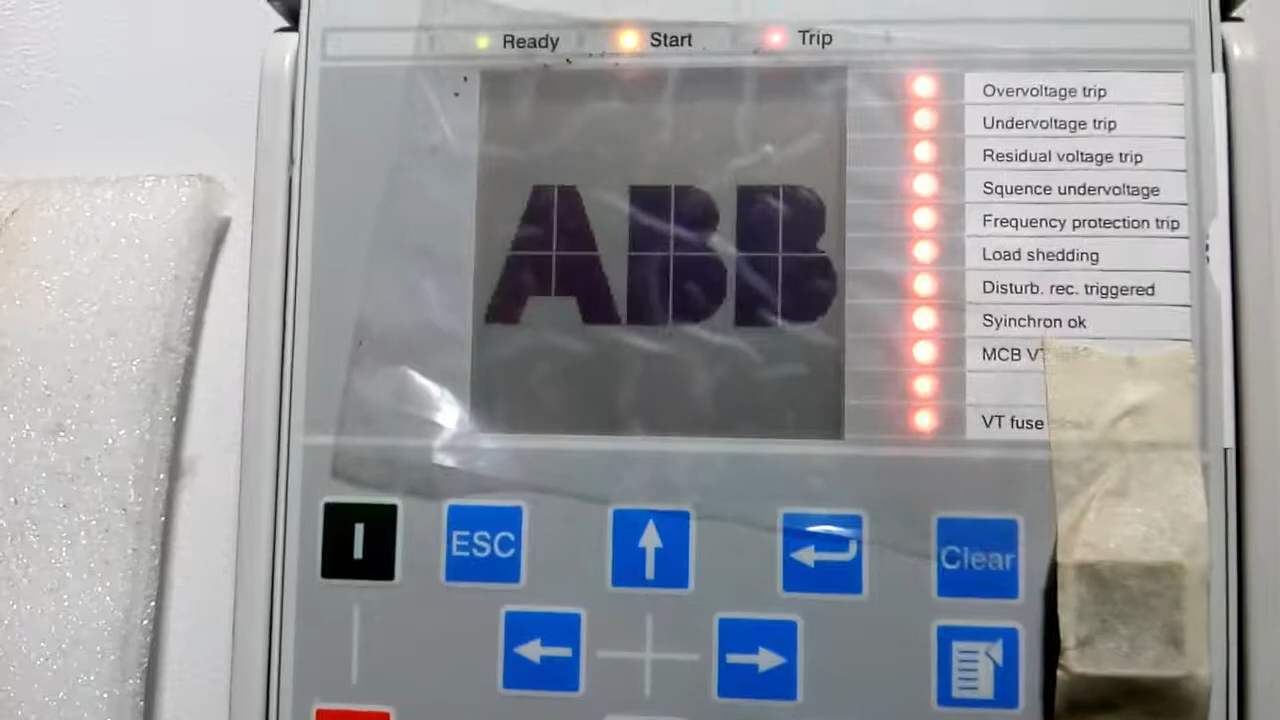 Ready Start Trip
Overvoltage trip
Undervoltage trip
Residual voltage trip
Squence undervoltage
Frequency protection trip
Load shedding
Disturb. rec. triggered
Syinchron ok
MCB VT
VT fuse
ABB
I
ESC
Clear